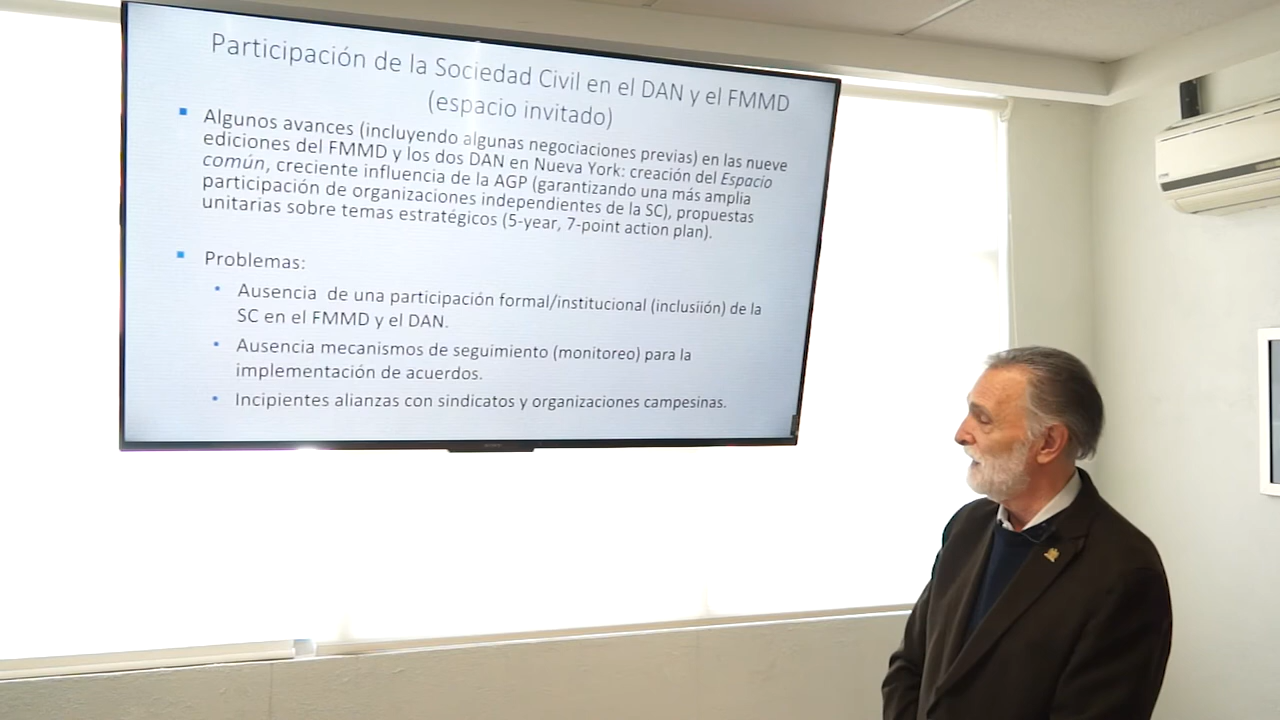 Participación de la Sociedad Civil en el DAN y el FMMD
(espacio invitado)
Algunos avances (incluyendo algunas negociaciones previas) en las nueve
ediciones del FMMD y los dos DAN en Nueva York: creación del Espacio
común, creciente influencia de la AGP (garantizando una más amplia
participación de organizaciones independientes de la SC), propuestas
unitarias sobre temas estratégicos (5-year, 7-point action plan).
Problemas:
Ausencia de una participación formal/institucional (inclusiión) de la
SC en el FMMD y el DAN.
Ausencia mecanismos de seguimiento (monitoreo) para la
implementación de acuerdos.
Incipientes alianzas con sindicatos y organizaciones campesinas.